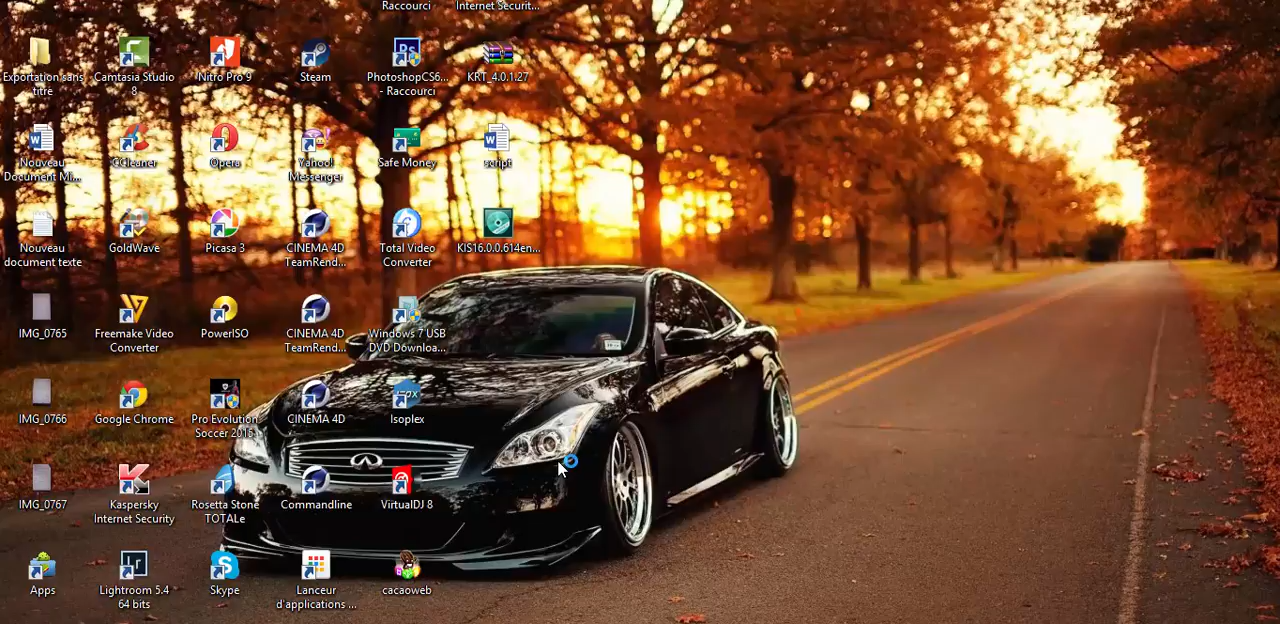 Raccourci
Internet Securit...
Exportation sans
titre
Camtasia Studio
8
Nitro Pro 9
Steam
PhotoshopCS6...
- Raccourci
KRT_4.0.1.27
Nouveau
Document Mi...
CCleaner
Opera
Yahoo!
Messenger
Safe Money
script
Nouveau
document texte
GoldWave
Picasa 3
CINEMA 4D
TeamRend...
Total Video
Converter
KIS16.0.0.614en...
IMG_0765
Freemake Video
Converter
PowerISO
CINEMA 4D
TeamRend...
Windows 7 USB
DVD Downloa...
IMG_0766
Google Chrome
Pro Evolution
Soccer 2015
CINEMA 4D
Isoplex
IMG_0767
Kaspersky
Internet Security
Rosetta Stone
TOTALe
Commandline
VirtualDJ 8
Apps
Lightroom 5.4
64 bits
Skype
Lanceur
d'applications ...
cacaoweb